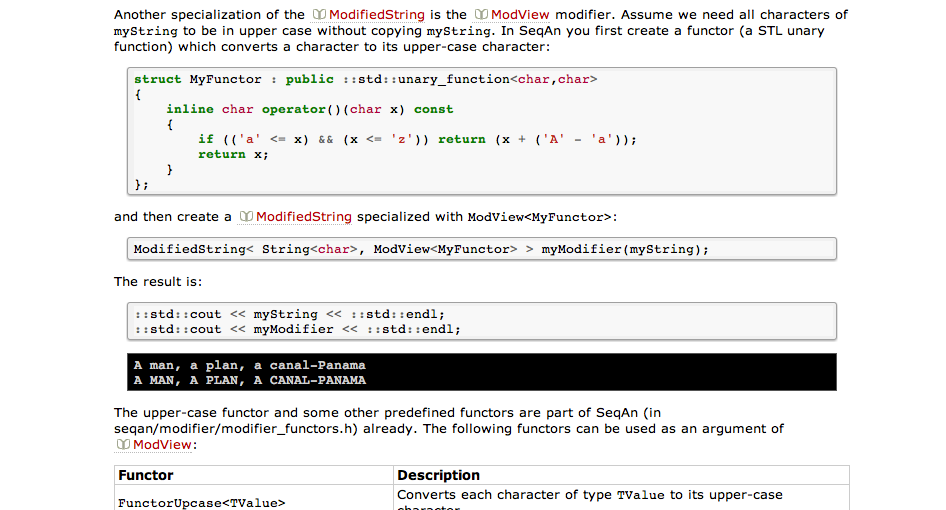 Another specialization of the ModifiedString is the ModView modifier. Assume we need all characters of
myString to be in upper case without copying myString. In SeqAn you first create a functor (a STL unary
function) which converts a character to its upper-case character:
struct MyFunctor : public ::std::unary_function<char,char>
{
    inline char operator()(char x) const
    {
        if (('a' <= x) && (x <= 'z')) return (x + ('A' - 'a'));
        return x;
    }
};
and then create a ModifiedString specialized with ModView<MyFunctor>:
ModifiedString< String<char>, ModView<MyFunctor> > myModifier(myString);
The result is:
::std::cout << myString << ::std::endl;
::std::cout << myModifier << ::std::endl;
A man, a plan, a canal-Panama
A MAN, A PLAN, A CANAL-PANAMA
The upper-case functor and some other predefined functors are part of SeqAn (in
seqan/modifier/modifier_functors.h) already. The following functors can be used as an argument of
ModView:
Functor Description
FunctorUpcase<TValue> Converts each character of type TValue to its upper-case
character